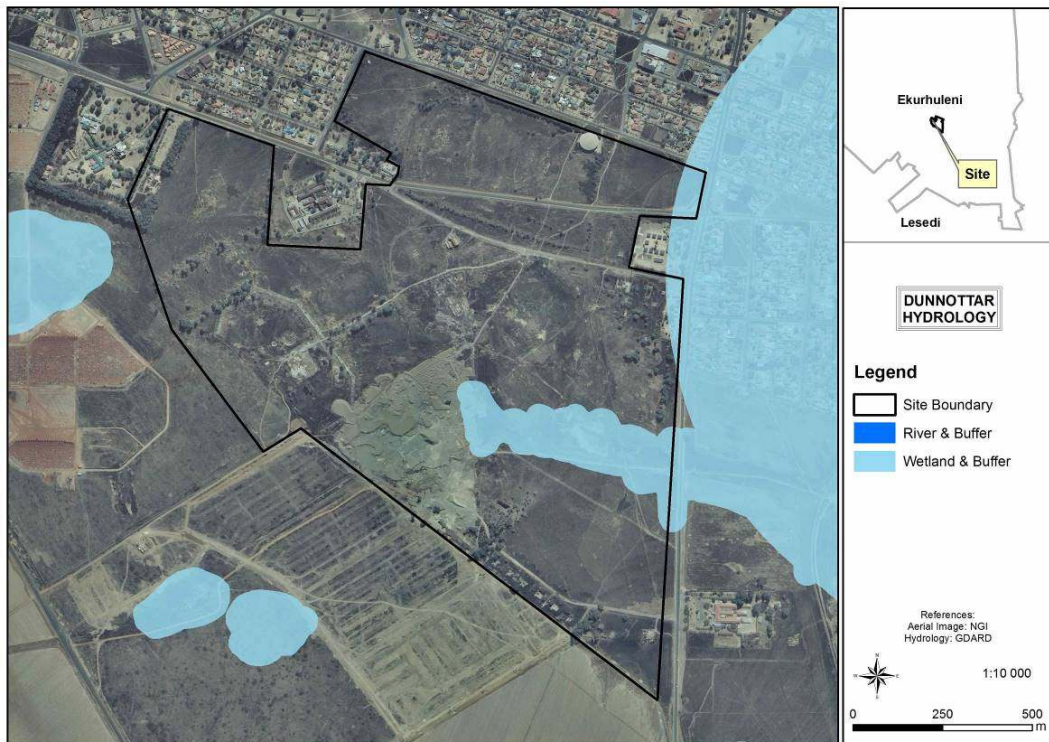 Ekurhuleni
Site
Lesedi
DUNNOTTAR
HYDROLOGY
Legend
Site Boundary
River & Buffer
Wetland & Buffer
References:
Aerial Image: NGI
Hydrology: GDARD
N
W
E
S
1:10 000
0 250 500
m